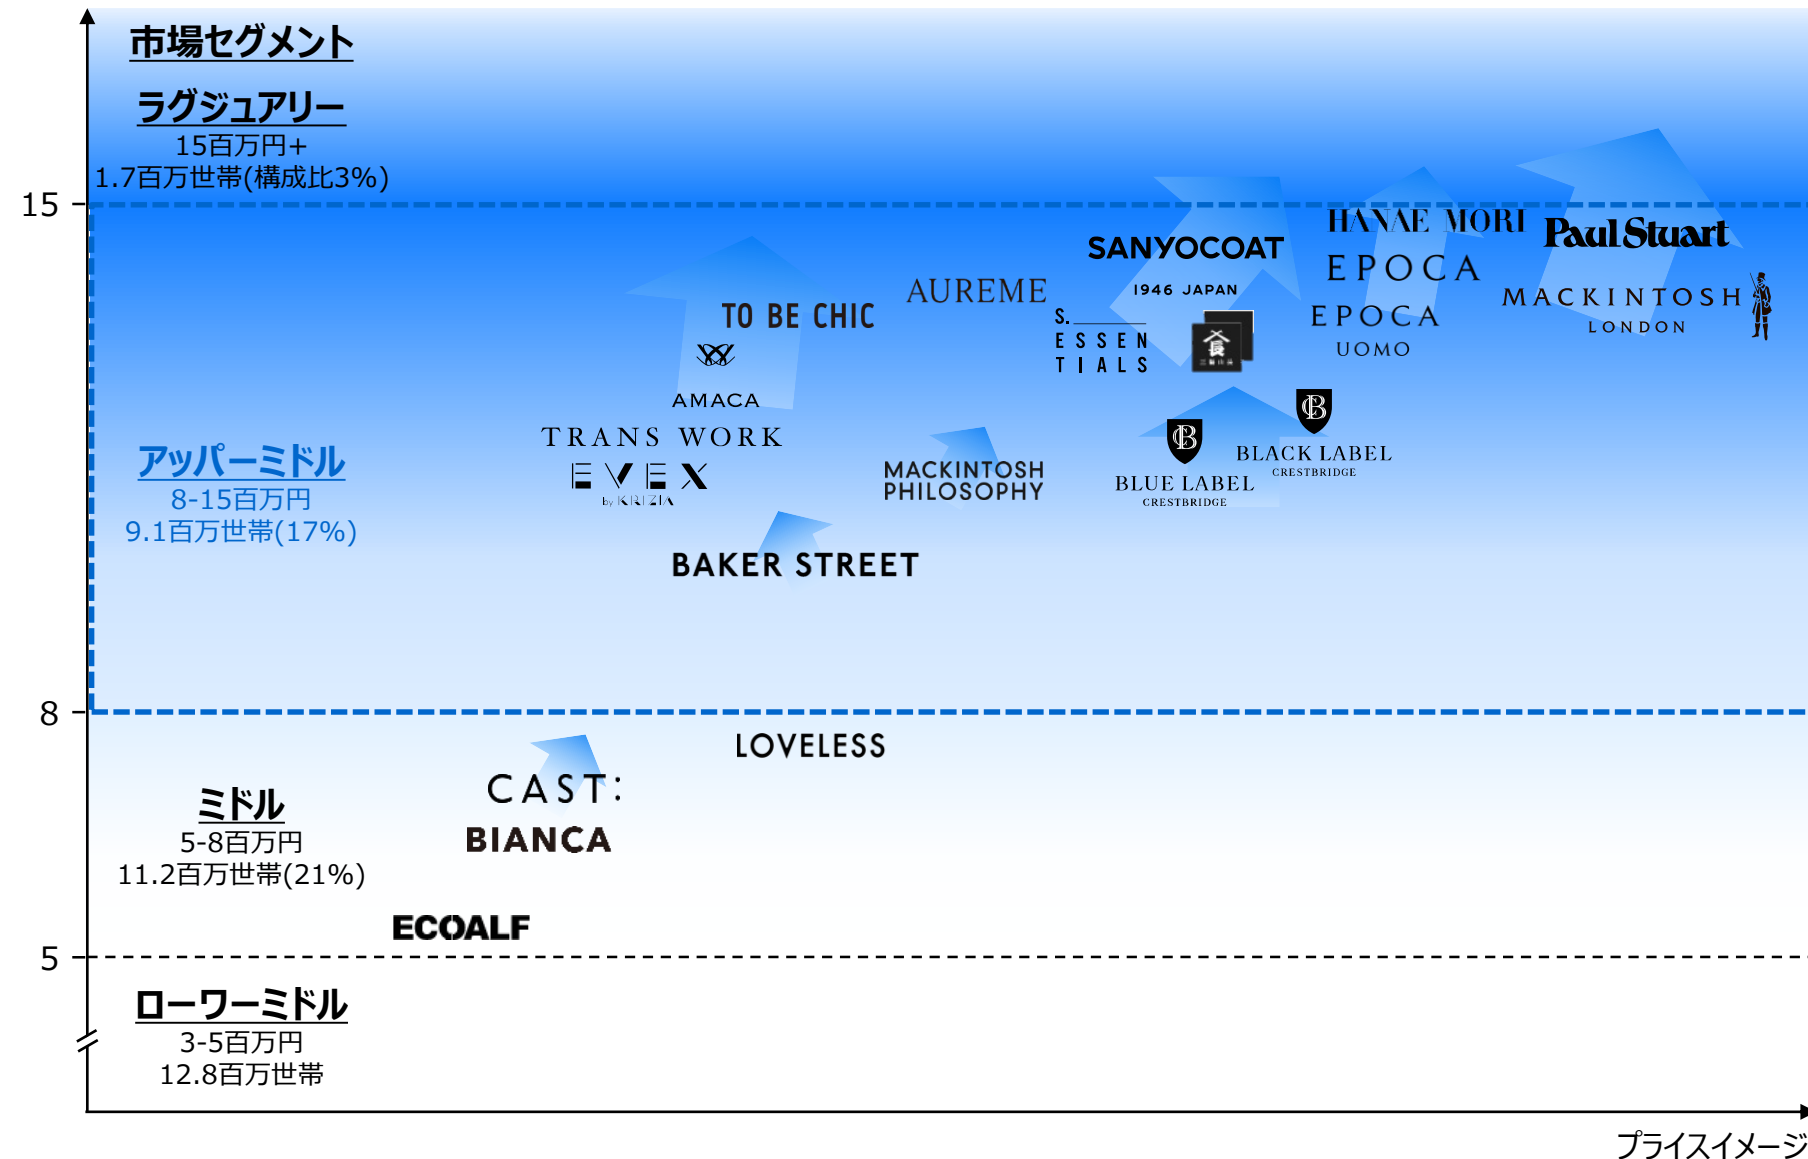 市場セグメント
ラグジュアリー
15百万円+
1.7百万世帯(構成比3%)
15
HANAE MORI
Paul Stuart
SANYOCOAT
1946 JAPAN
EPOCA
AUREME
MACKINTOSH
LONDON
TO BE CHIC
S.
ESSEN
TIALS
EPOCA
UOMO
AMACA
TRANS WORK
EVEX
by KRIZIA
MACKINTOSH
PHILOSOPHY
BLUE LABEL
CRESTBRIDGE
BLACK LABEL
CRESTBRIDGE
アッパーミドル
8-15百万円
9.1百万世帯(17%)
BAKER STREET
8
LOVELESS
CAST:
BIANCA
ミドル
5-8百万円
11.2百万世帯(21%)
ECOALF
5
ローワーミドル
3-5百万円
12.8百万世帯
プライスイメージ